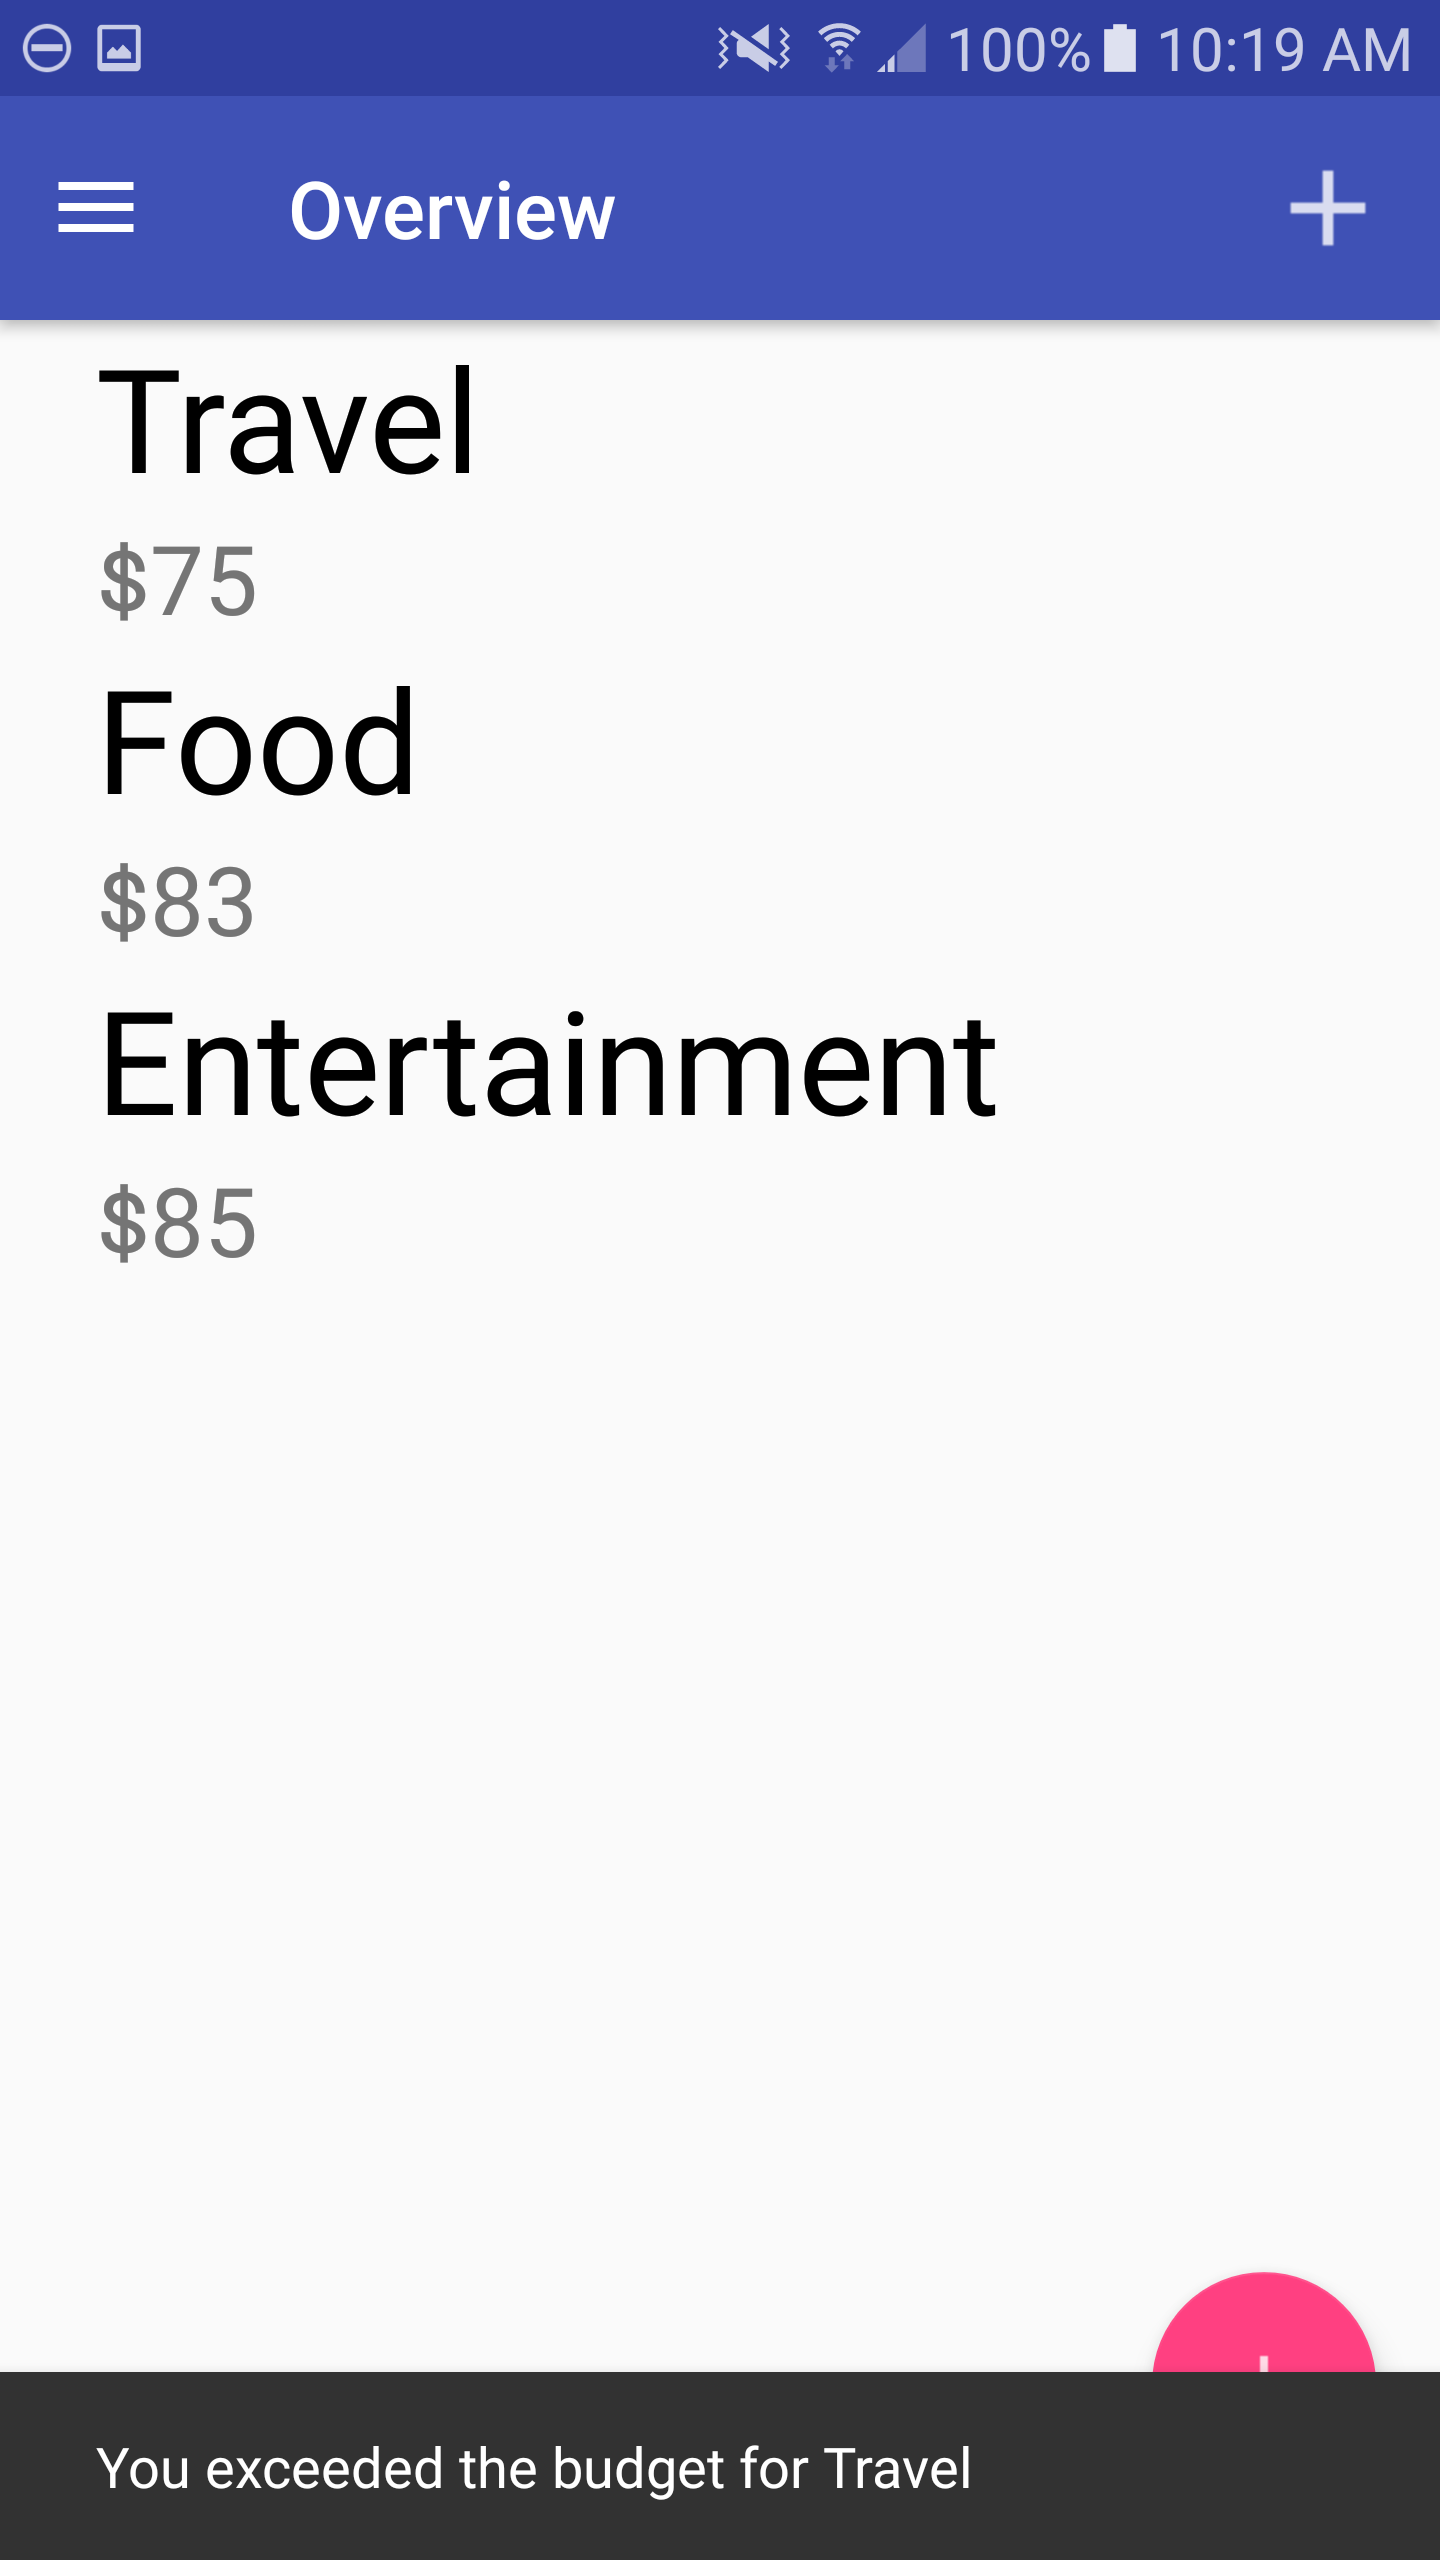 100% 10:19 AM
Overview
Travel
$75
Food
$83
Entertainment
$85
You exceeded the budget for Travel